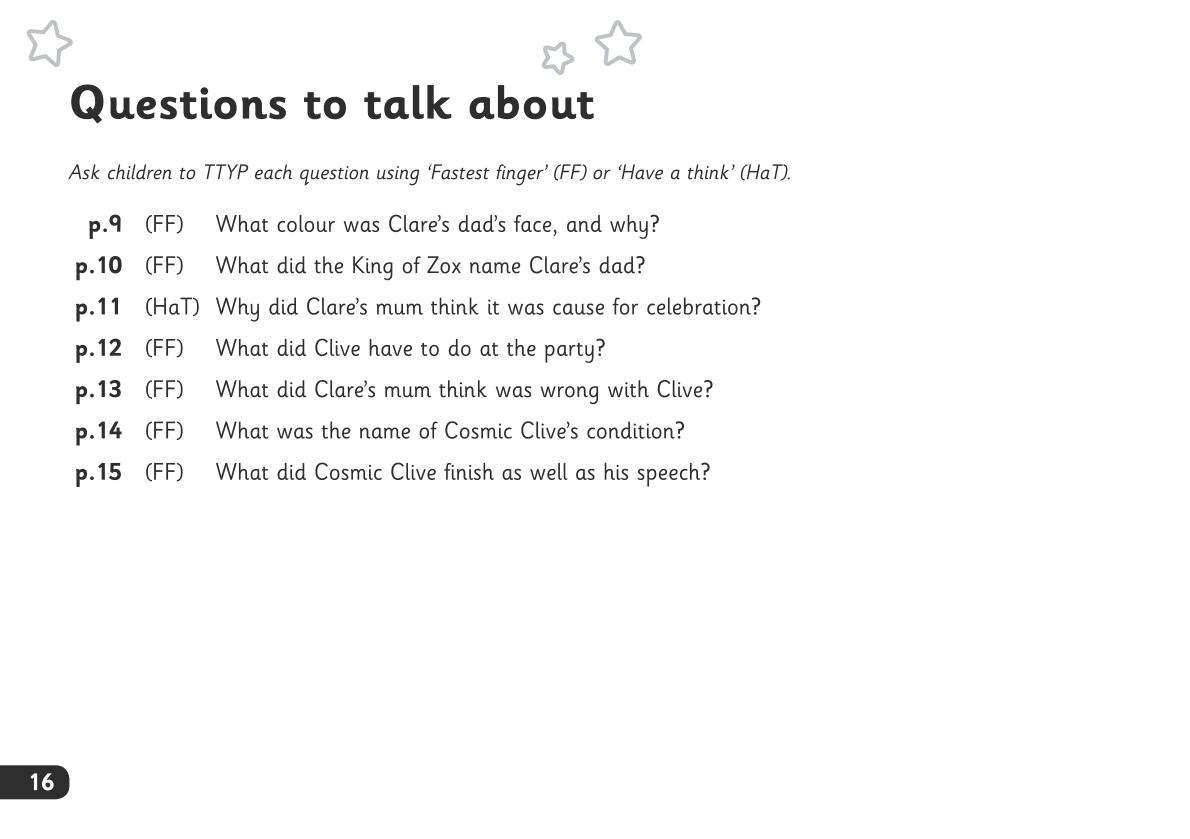 Questions to talk about
Ask children to TTYP each question using ‘Fastest finger’ (FF) or ‘Have a think’ (HaT).
p.9 (FF) What colour was Clare’s dad’s face, and why?
p.10 (FF) What did the King of Zox name Clare’s dad?
p.11 (HaT) Why did Clare’s mum think it was cause for celebration?
p.12 (FF) What did Clive have to do at the party?
p.13 (FF) What did Clare’s mum think was wrong with Clive?
p.14 (FF) What was the name of Cosmic Clive’s condition?
p.15 (FF) What did Cosmic Clive finish as well as his speech?
16